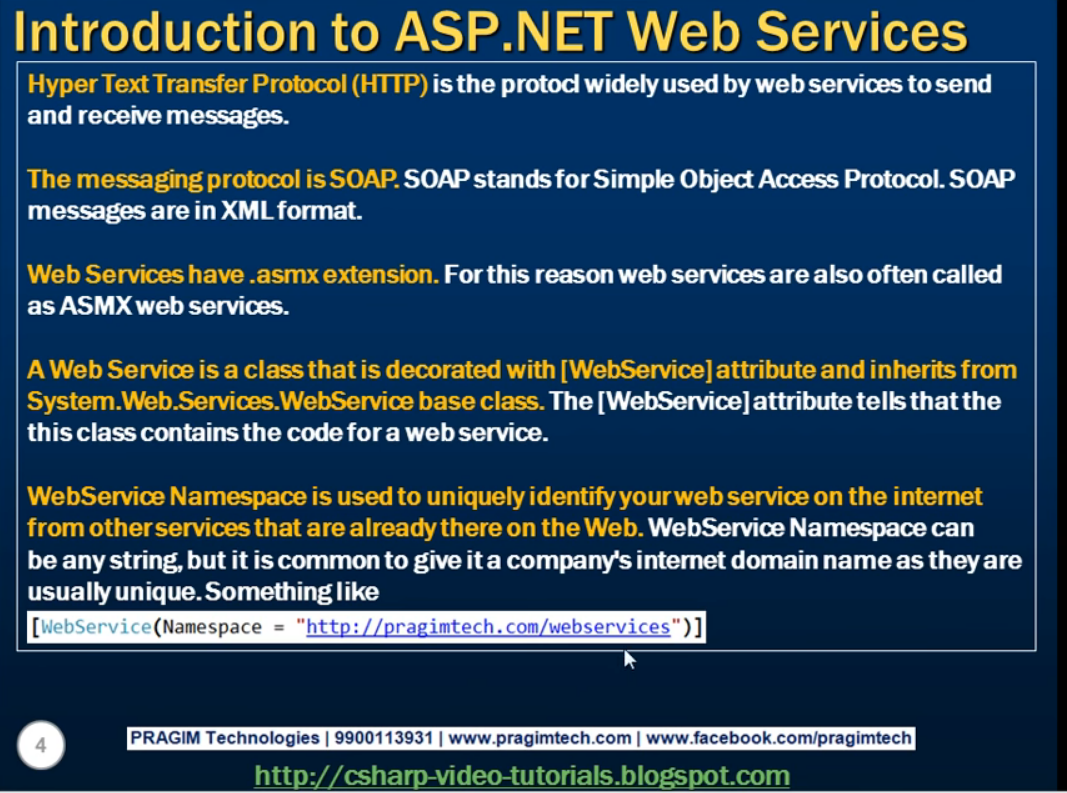 Introduction to ASP.NET Web Services
Hyper Text Transfer Protocol (HTTP) is the protocl widely used by web services to send
and receive messages.
The messaging protocol is SOAP. SOAP stands for Simple Object Access Protocol. SOAP
messages are in XML format.
Web Services have .asmx extension. For this reason web services are also often called
as ASMX web services.
A Web Service is a class that is decorated with [WebService] attribute and inherits from
System.Web.Services.WebService base class. The [WebService] attribute tells that the
this class contains the code for a web service.
WebService Namespace is used to uniquely identify your web service on the internet
from other services that are already there on the Web. WebService Namespace can
be any string, but it is common to give it a company's internet domain name as they are
usually unique. Something like
[WebService(Namespace = "http://pragimtech.com/webservices")]
4
PRAGIM Technologies | 9900113931 | www.pragimtech.com | www.facebook.com/pragimtech
http://csharp-video-tutorials.blogspot.com